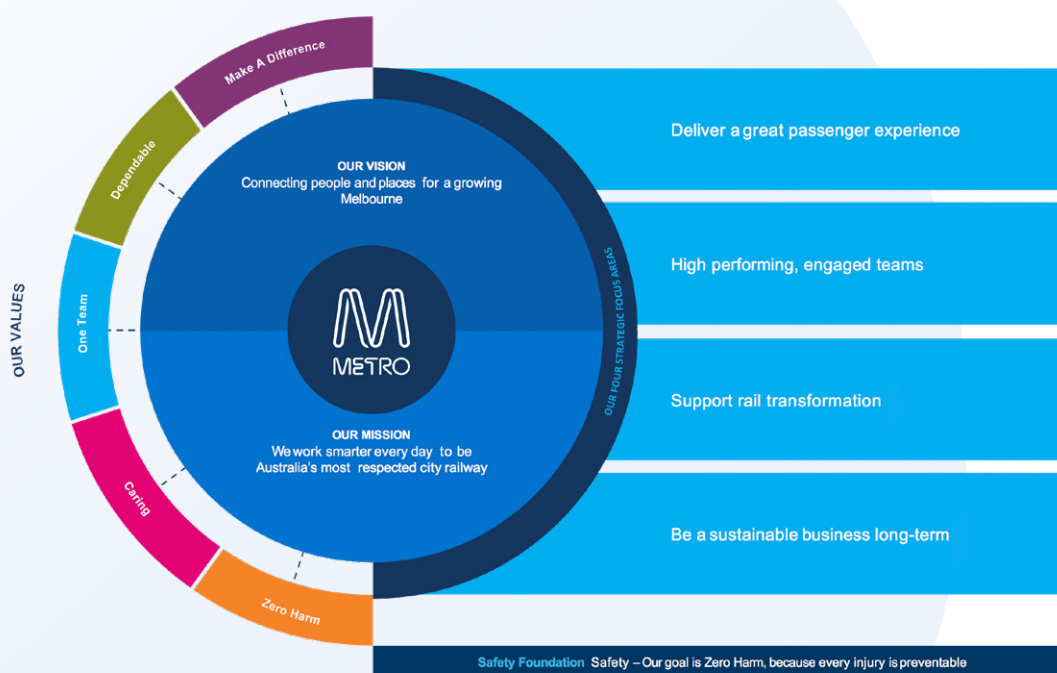 OUR VALUES
Make A Difference
Dependable
One Team
Caring
Zero Harm
OUR VISION
Connecting people and places for a growing
Melbourne
METRO
OUR MISSION
We work smarter every day to be
Australia's most respected city railway
OUR FOUR STRATEGIC FOCUS AREAS
Deliver a great passenger experience
High performing, engaged teams
Support rail transformation
Be a sustainable business long-term
Safety Foundation Safety – Our goal is Zero Harm, because every injury is preventable